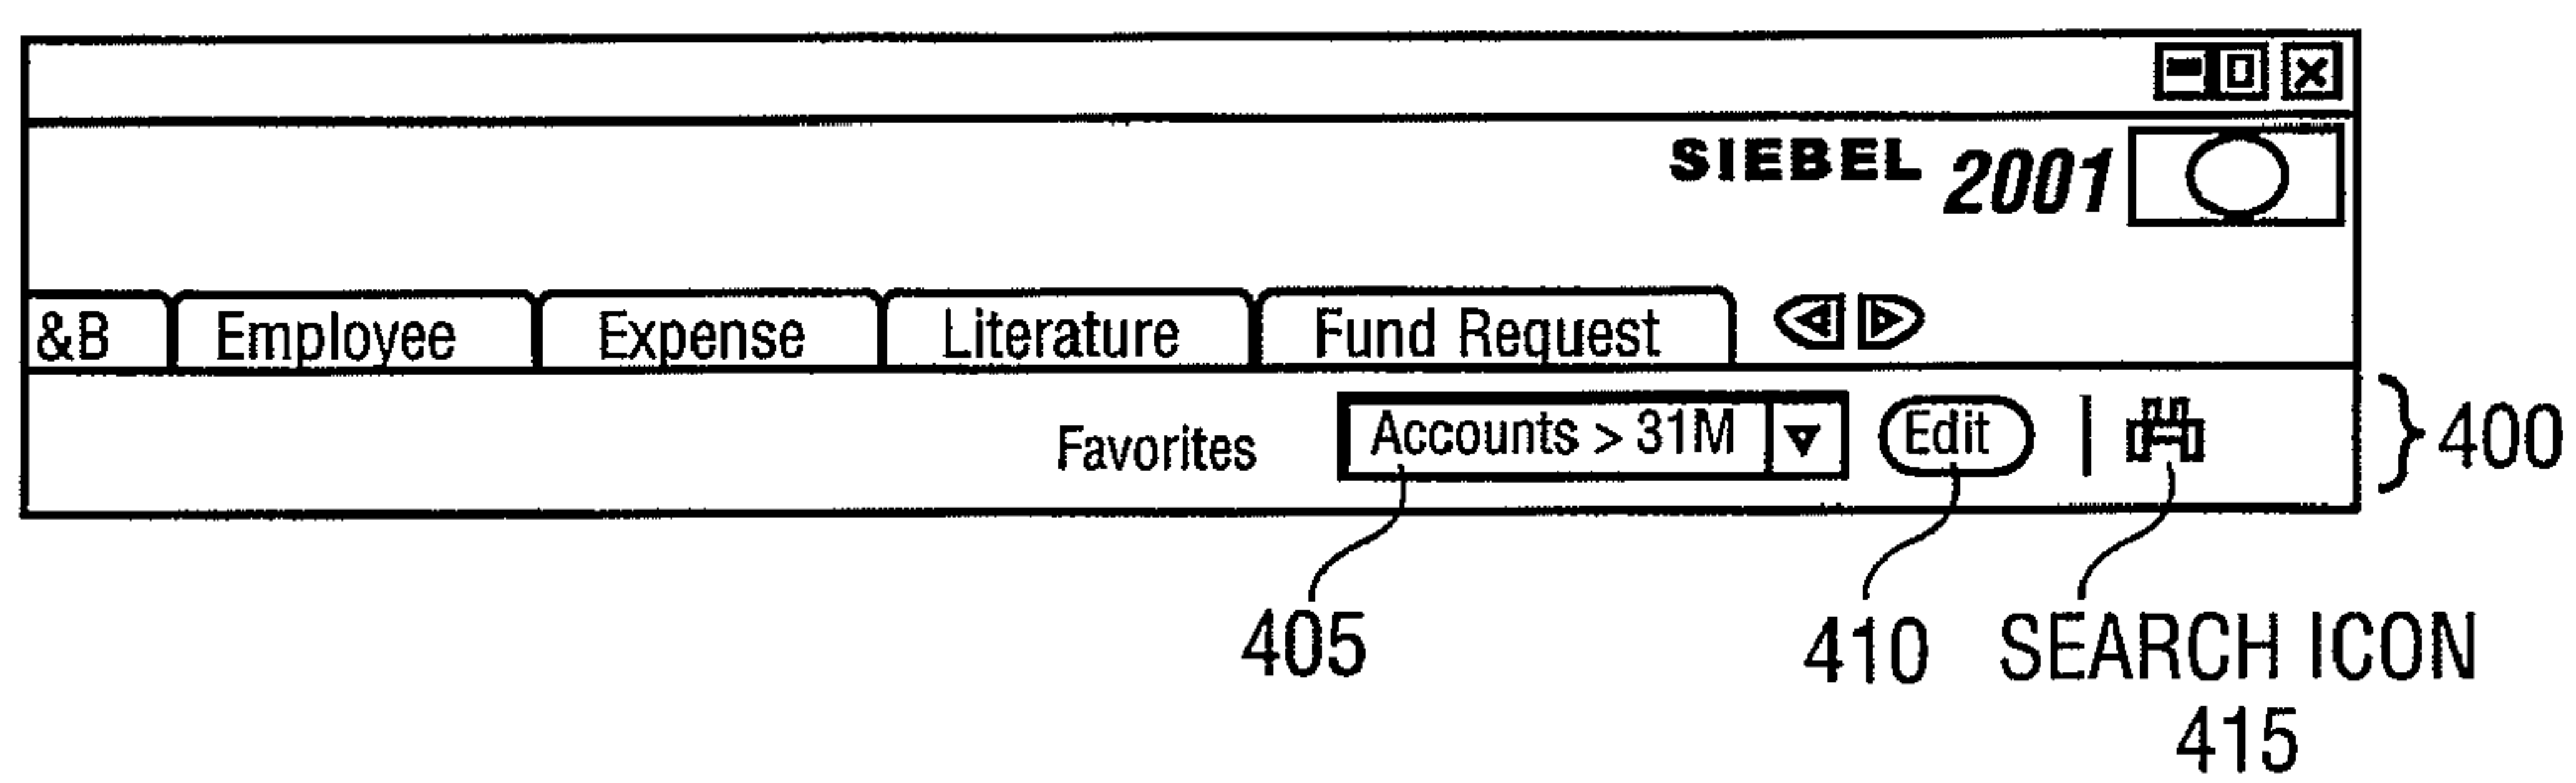 SIEBEL 2001
&B Employee Expense Literature Fund Request
Favorites Accounts > 31M Edit
400
405 410 SEARCH ICON
415